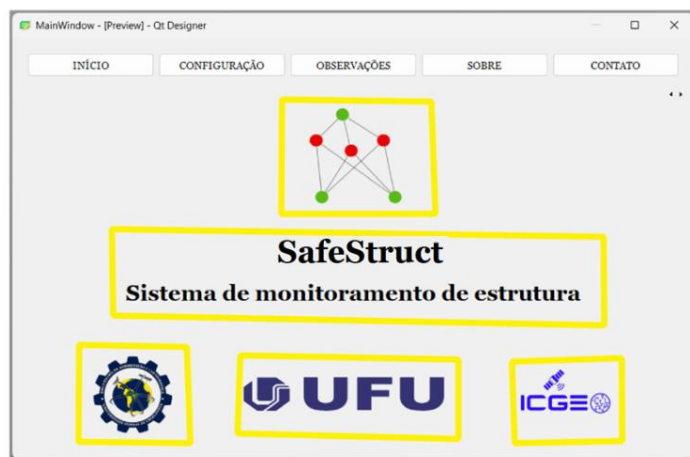 MainWindow - [Preview] - Qt Designer
INÍCIO CONFIGURAÇÃO OBSERVAÇÕES SOBRE CONTATO
SafeStruct
Sistema de monitoramento de estrutura
UFU
ICGEO